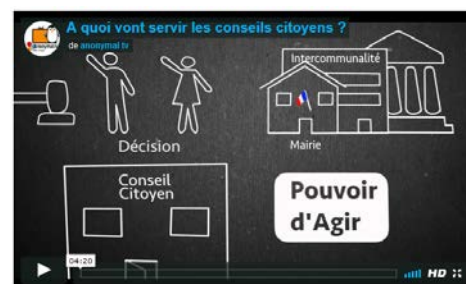 A quoi vont servir les conseils citoyens ?
de anonymal tv
Intercommunalité
Décision
Mairie
Conseil
Citoyen
Pouvoir
d'Agir
04:20
HD